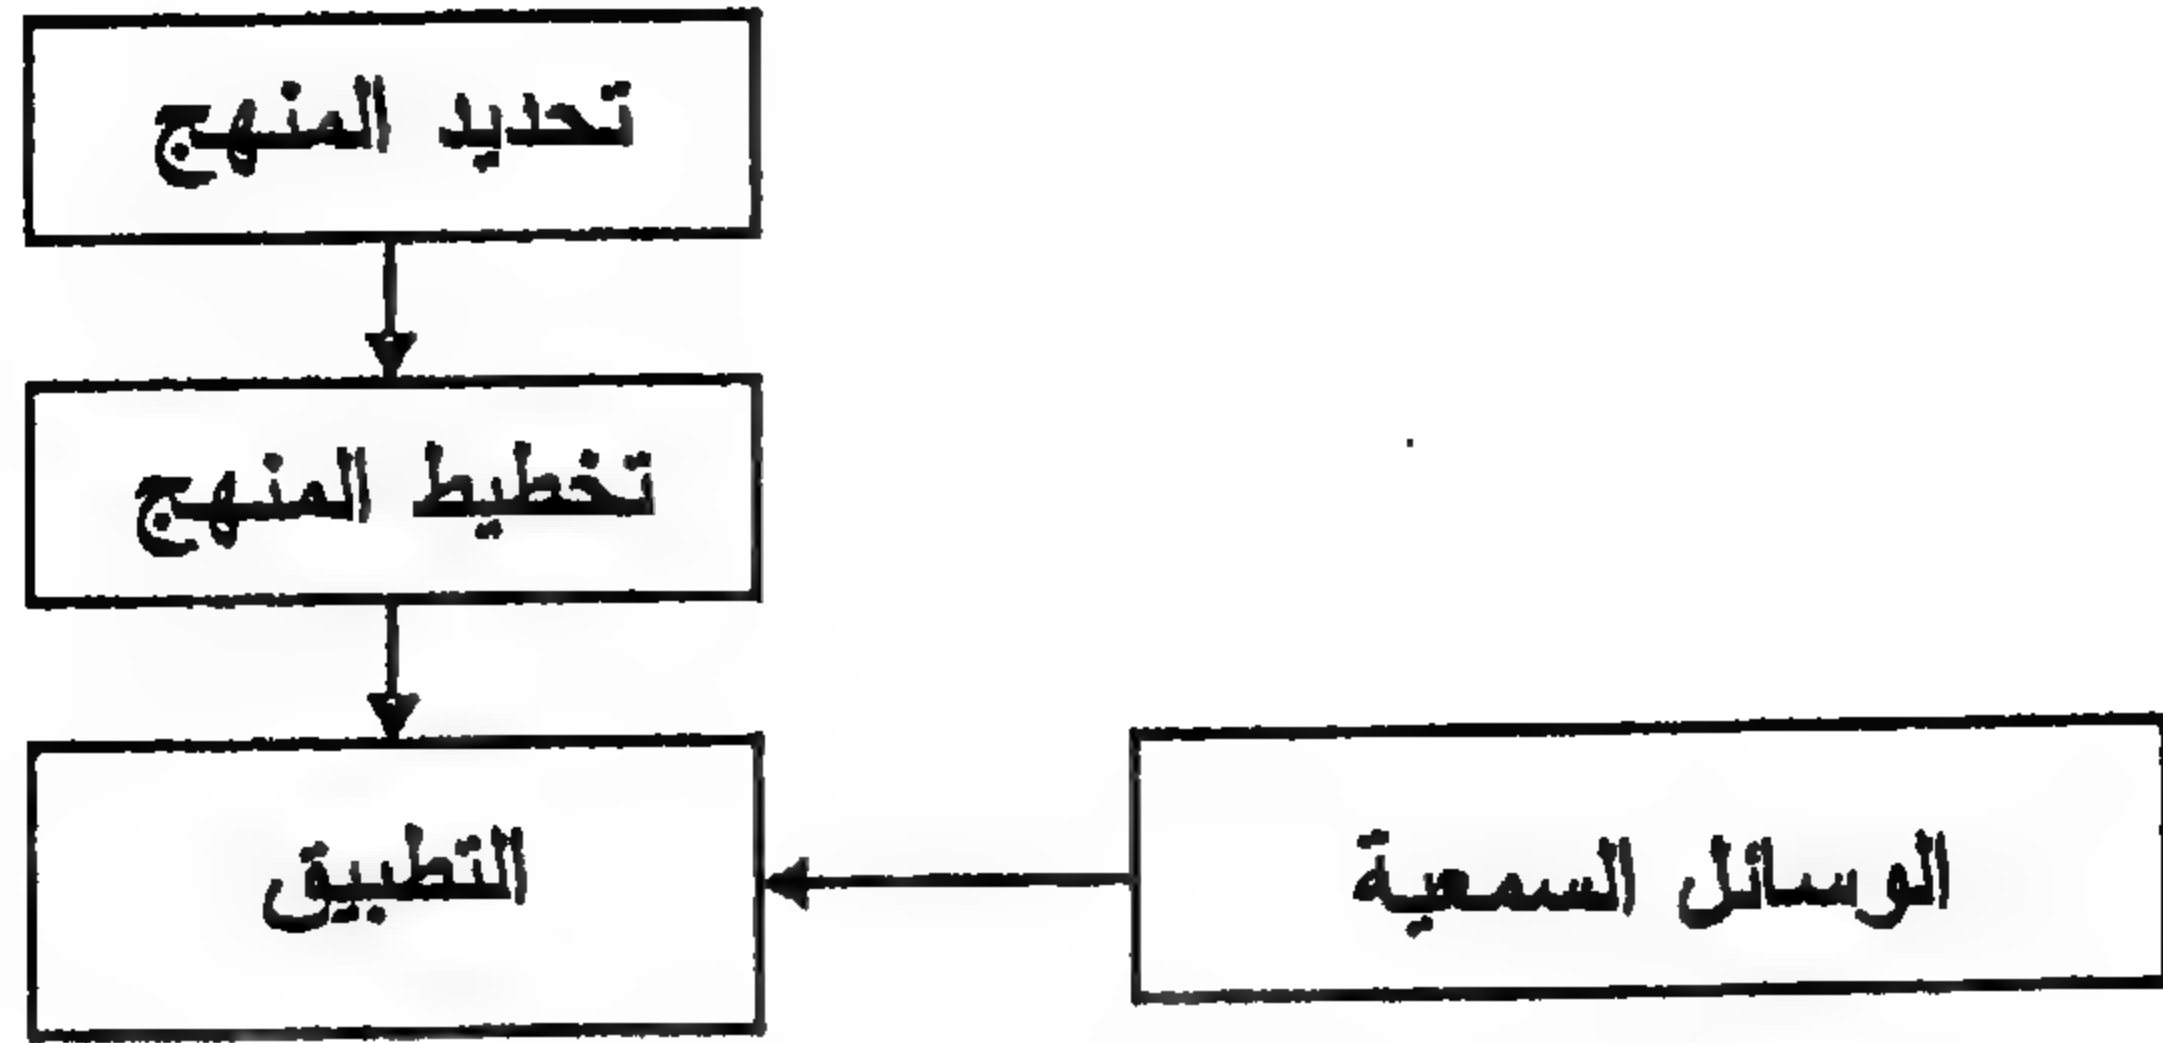 تحديد المنهج
تخطيط المنهج
الوسائل السمعية
التطبيق